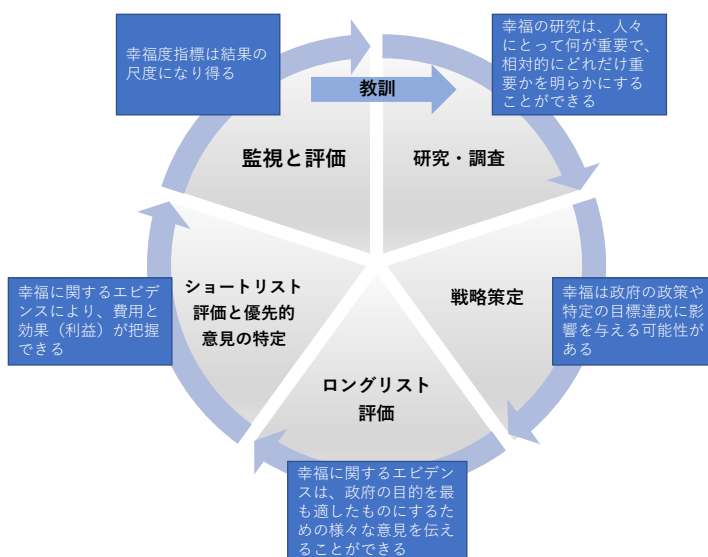 幸福度指標は結果の
尺度になり得る
幸福の研究は、人々
にとって何が重要で、
相対的にどれだけ重
要かを明らかにする
ことができる
教訓
監視と評価
研究・調査
幸福に関するエビデ
ンスにより、費用と
効果（利益）が把握
できる
ショートリスト
評価と優先的
意見の特定
戦略策定
幸福は政府の政策や
特定の目標達成に影
響を与える可能性が
ある
ロングリスト
評価
幸福に関するエビデン
スは、政府の目的を最
も適したものにするた
めの様々な意見を伝え
ることができる